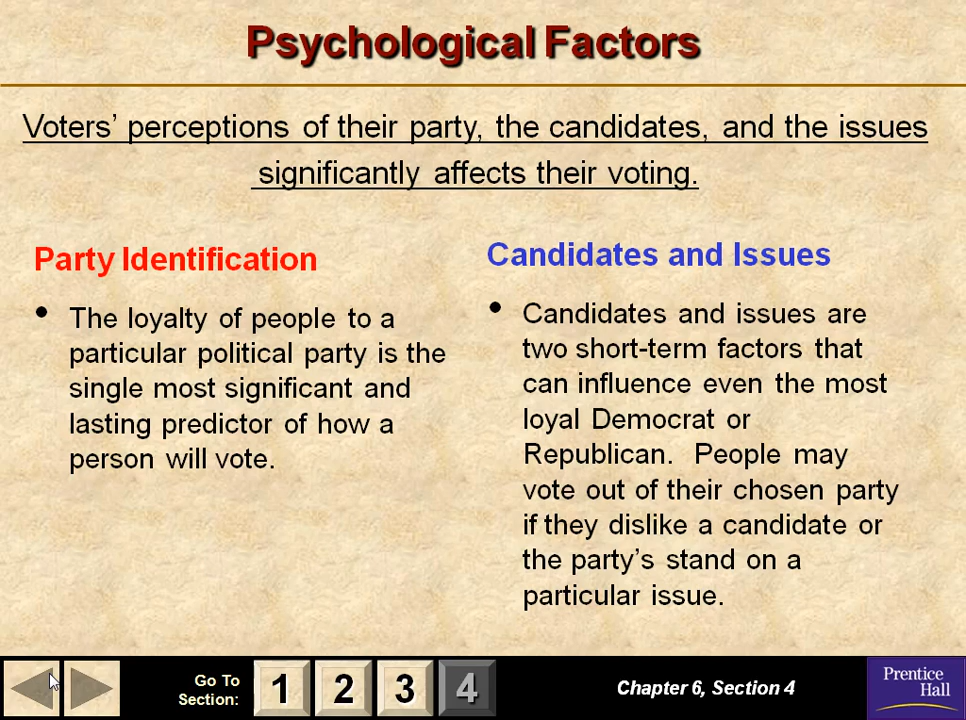 Psychological Factors
Voters’ perceptions of their party, the candidates, and the issues
significantly affects their voting.
Party Identification
• The loyalty of people to a
particular political party is the
single most significant and
lasting predictor of how a
person will vote.
Candidates and Issues
• Candidates and issues are
two short-term factors that
can influence even the most
loyal Democrat or
Republican. People may
vote out of their chosen party
if they dislike a candidate or
the party’s stand on a
particular issue.
Go To
Section:
1 2 3 4
Chapter 6, Section 4
Prentice
Hall